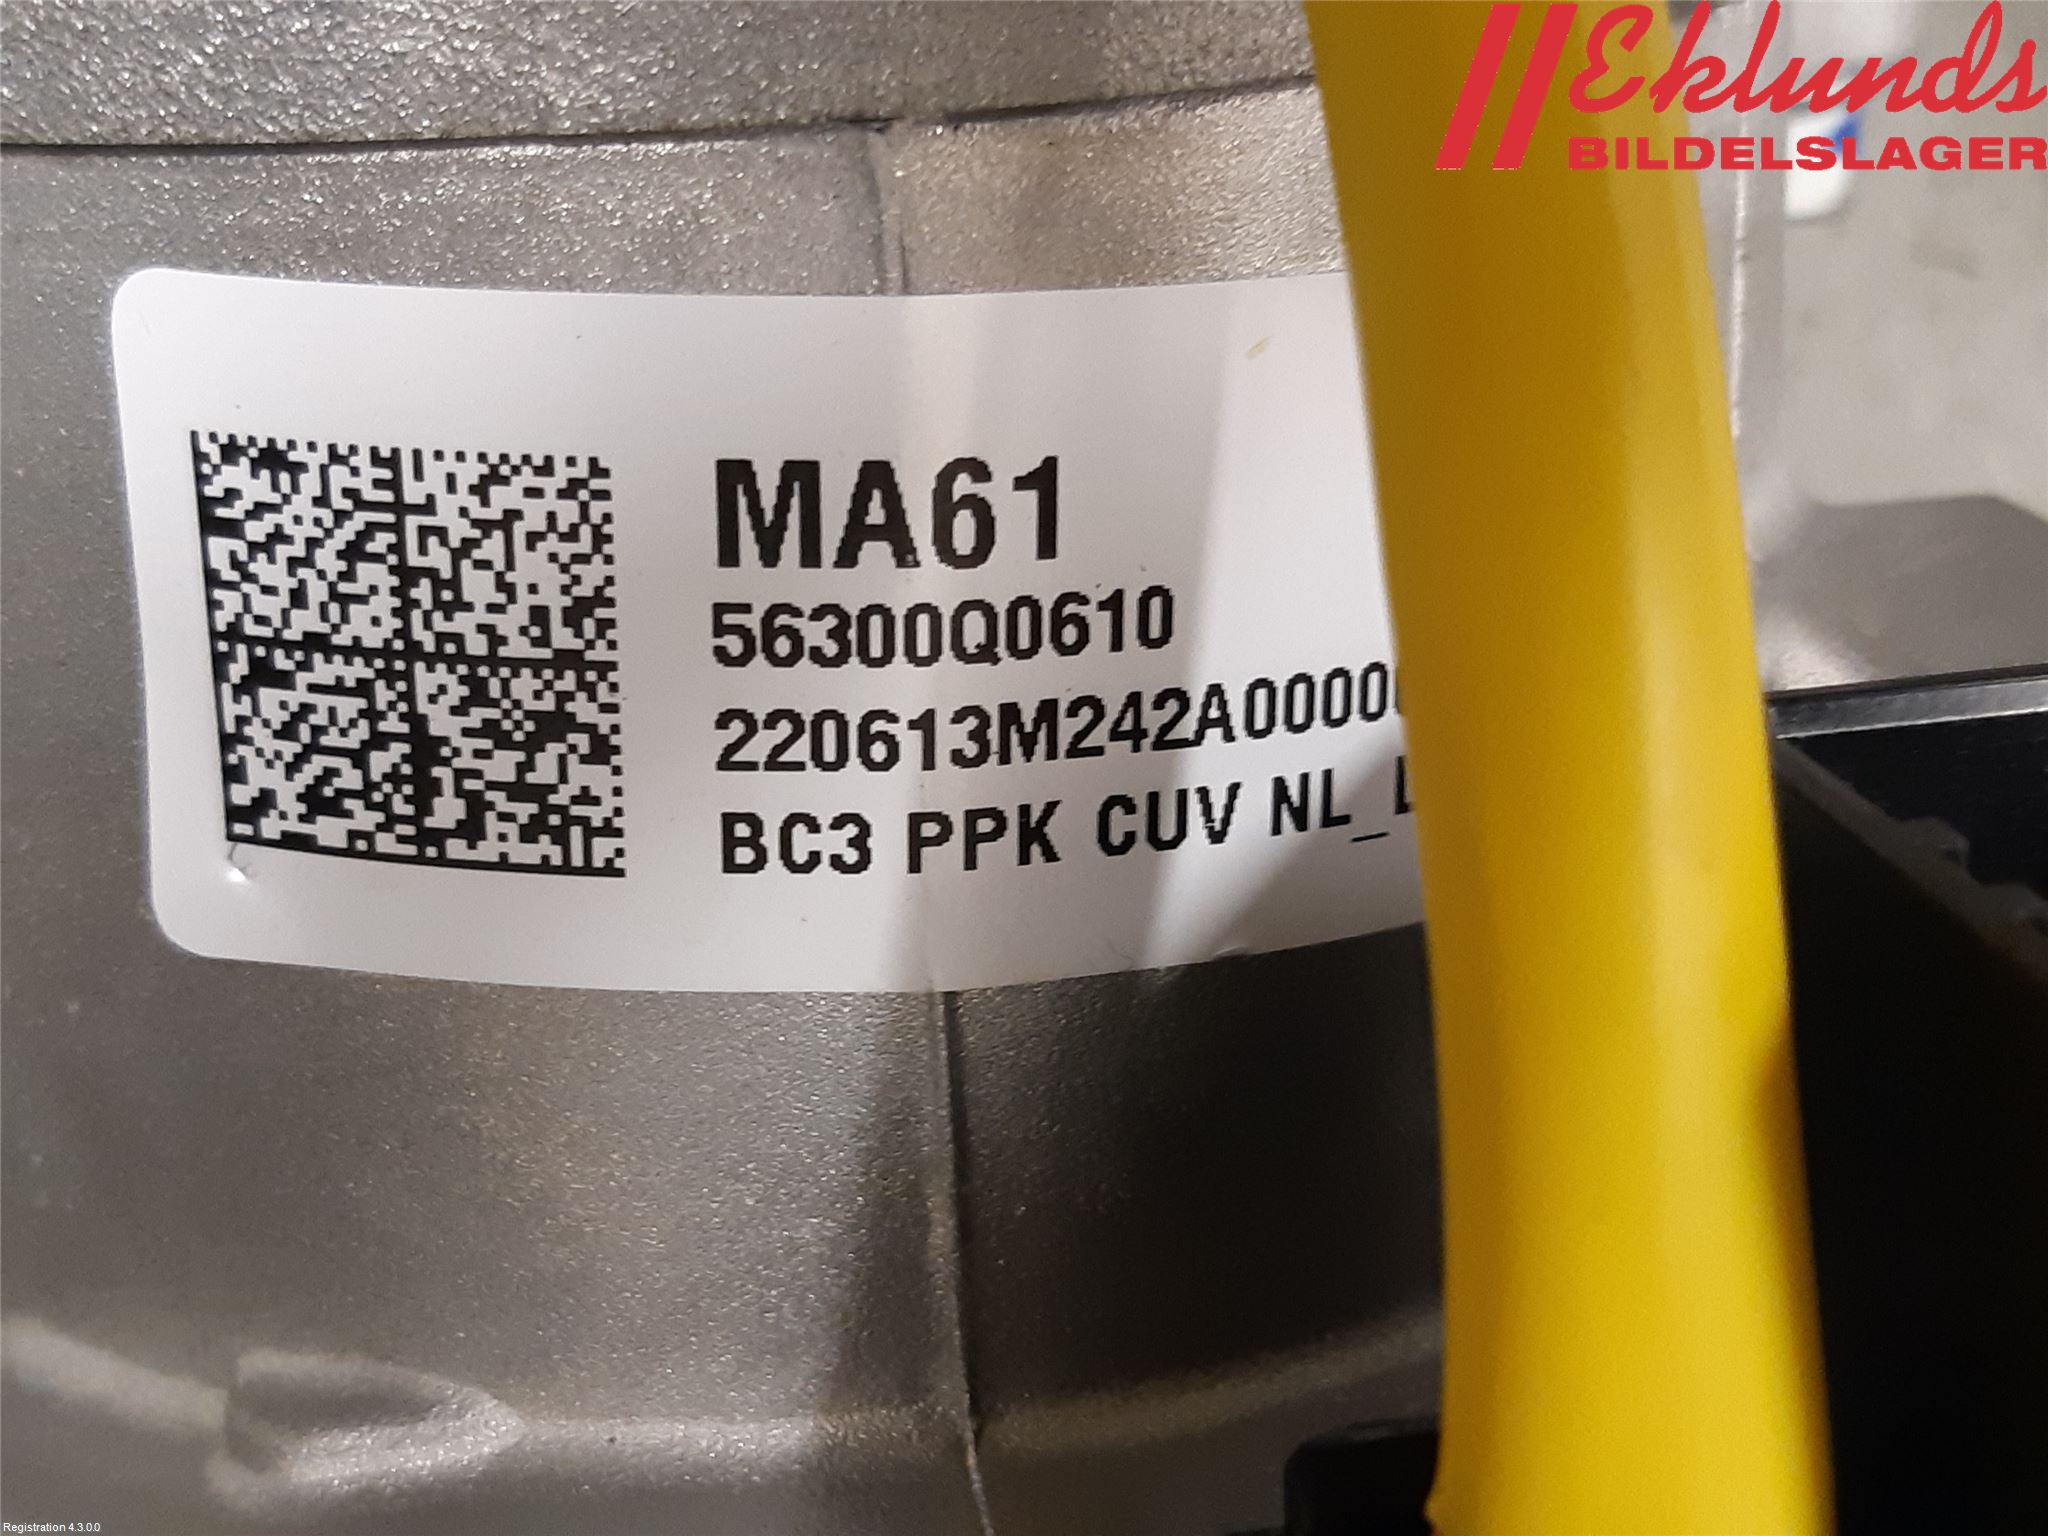 Eklunds
BILDELSLAGER
MA61
56300Q0610
220613M242A0000
BC3 PPK CUV NL_
Registration 4.3.0.0